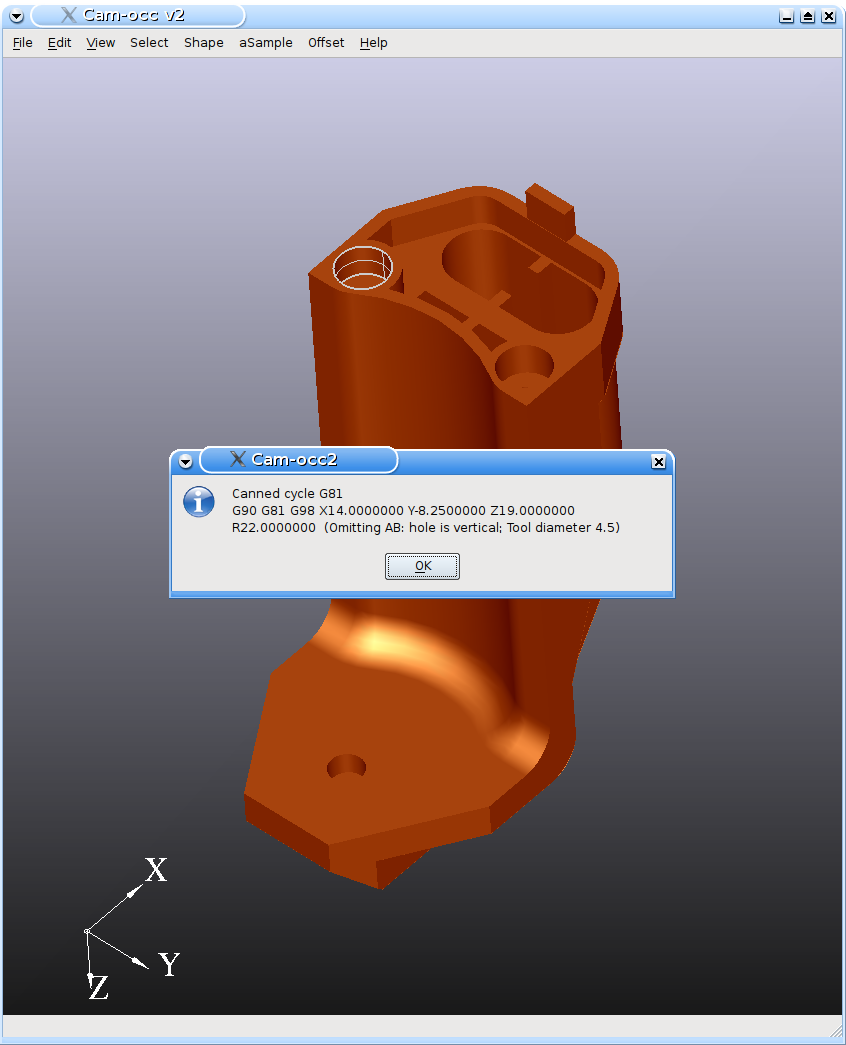 Cam-occ v2
File Edit View Select Shape aSample Offset Help
Cam-occ2
Canned cycle G81
G90 G81 G98 X14.0000000 Y-8.2500000 Z19.0000000
R22.0000000  (Omitting AB: hole is vertical; Tool diameter 4.5)
OK
X
Y
Z